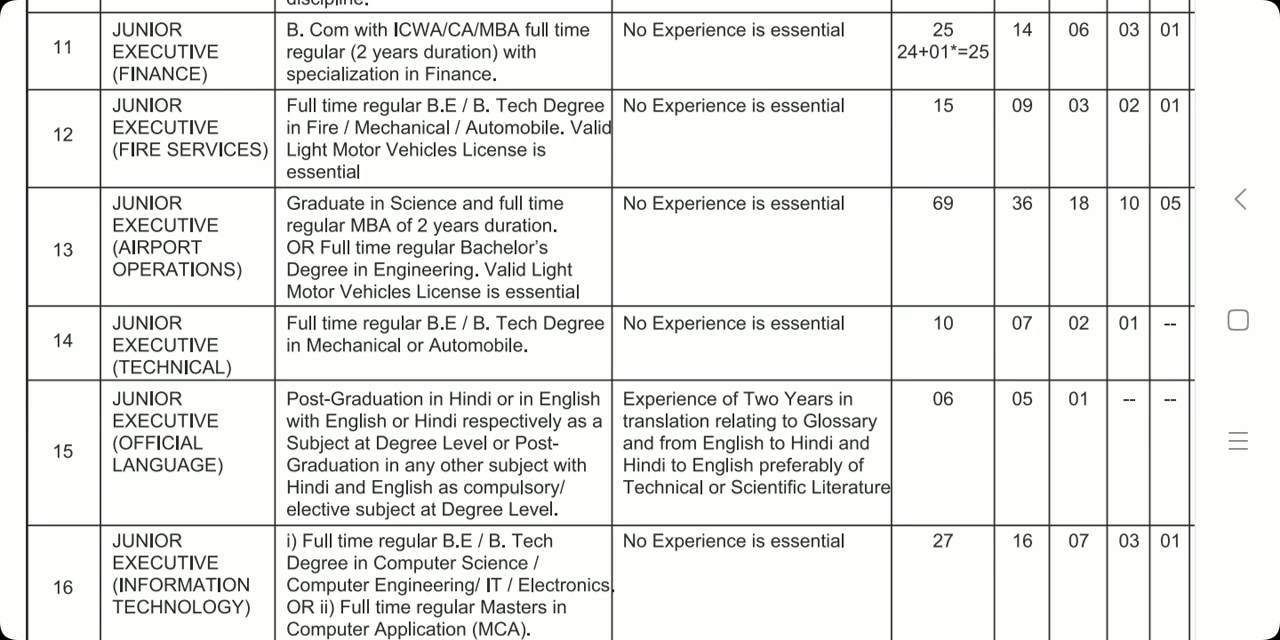 discipline.
11
JUNIOR
EXECUTIVE
(FINANCE)
B. Com with ICWA/CA/MBA full time
regular (2 years duration) with
specialization in Finance.
No Experience is essential
25
24+01*=25
14
06
03
01
12
JUNIOR
EXECUTIVE
(FIRE SERVICES)
Full time regular B.E / B. Tech Degree
in Fire / Mechanical / Automobile. Valid
Light Motor Vehicles License is
essential
No Experience is essential
15
09
03
02
01
13
JUNIOR
EXECUTIVE
(AIRPORT
OPERATIONS)
Graduate in Science and full time
regular MBA of 2 years duration.
OR Full time regular Bachelor's
Degree in Engineering. Valid Light
Motor Vehicles License is essential
No Experience is essential
69
36
18
10
05
14
JUNIOR
EXECUTIVE
(TECHNICAL)
Full time regular B.E / B. Tech Degree
in Mechanical or Automobile.
No Experience is essential
10
07
02
01
--
15
JUNIOR
EXECUTIVE
(OFFICIAL
LANGUAGE)
Post-Graduation in Hindi or in English
with English or Hindi respectively as a
Subject at Degree Level or Post-
Graduation in any other subject with
Hindi and English as compulsory/
elective subject at Degree Level.
Experience of Two Years in
translation relating to Glossary
and from English to Hindi and
Hindi to English preferably of
Technical or Scientific Literature
06
05
01
--
--
16
JUNIOR
EXECUTIVE
(INFORMATION
TECHNOLOGY)
i) Full time regular B.E / B. Tech
Degree in Computer Science /
Computer Engineering/ IT / Electronics.
OR ii) Full time regular Masters in
Computer Application (MCA).
No Experience is essential
27
16
07
03
01